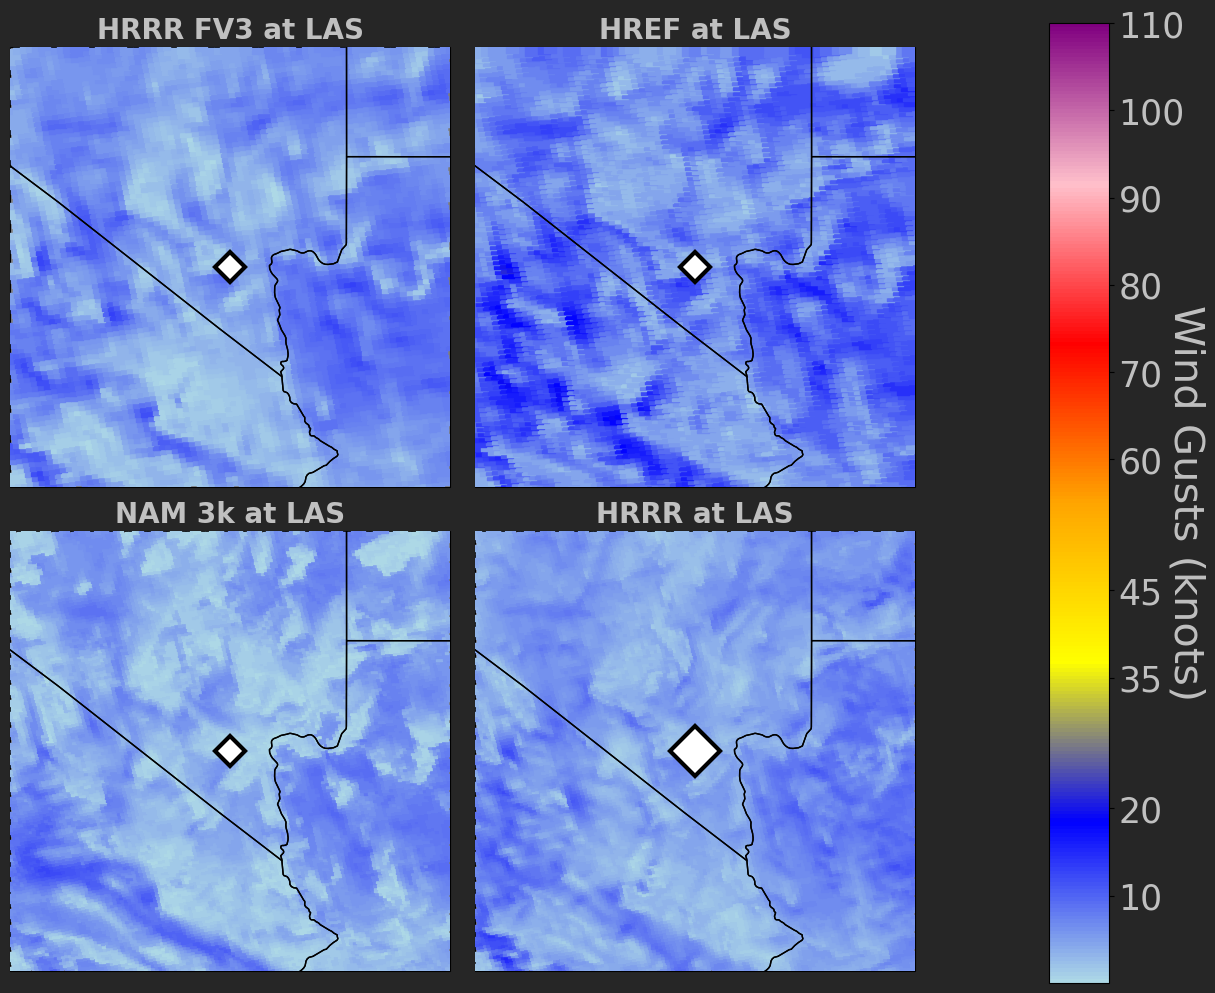 HRRR FV3 at LAS
HREF at LAS
NAM 3k at LAS
HRRR at LAS
110
100
90
80
70
60
45
35
20
10
Wind Gusts (knots)